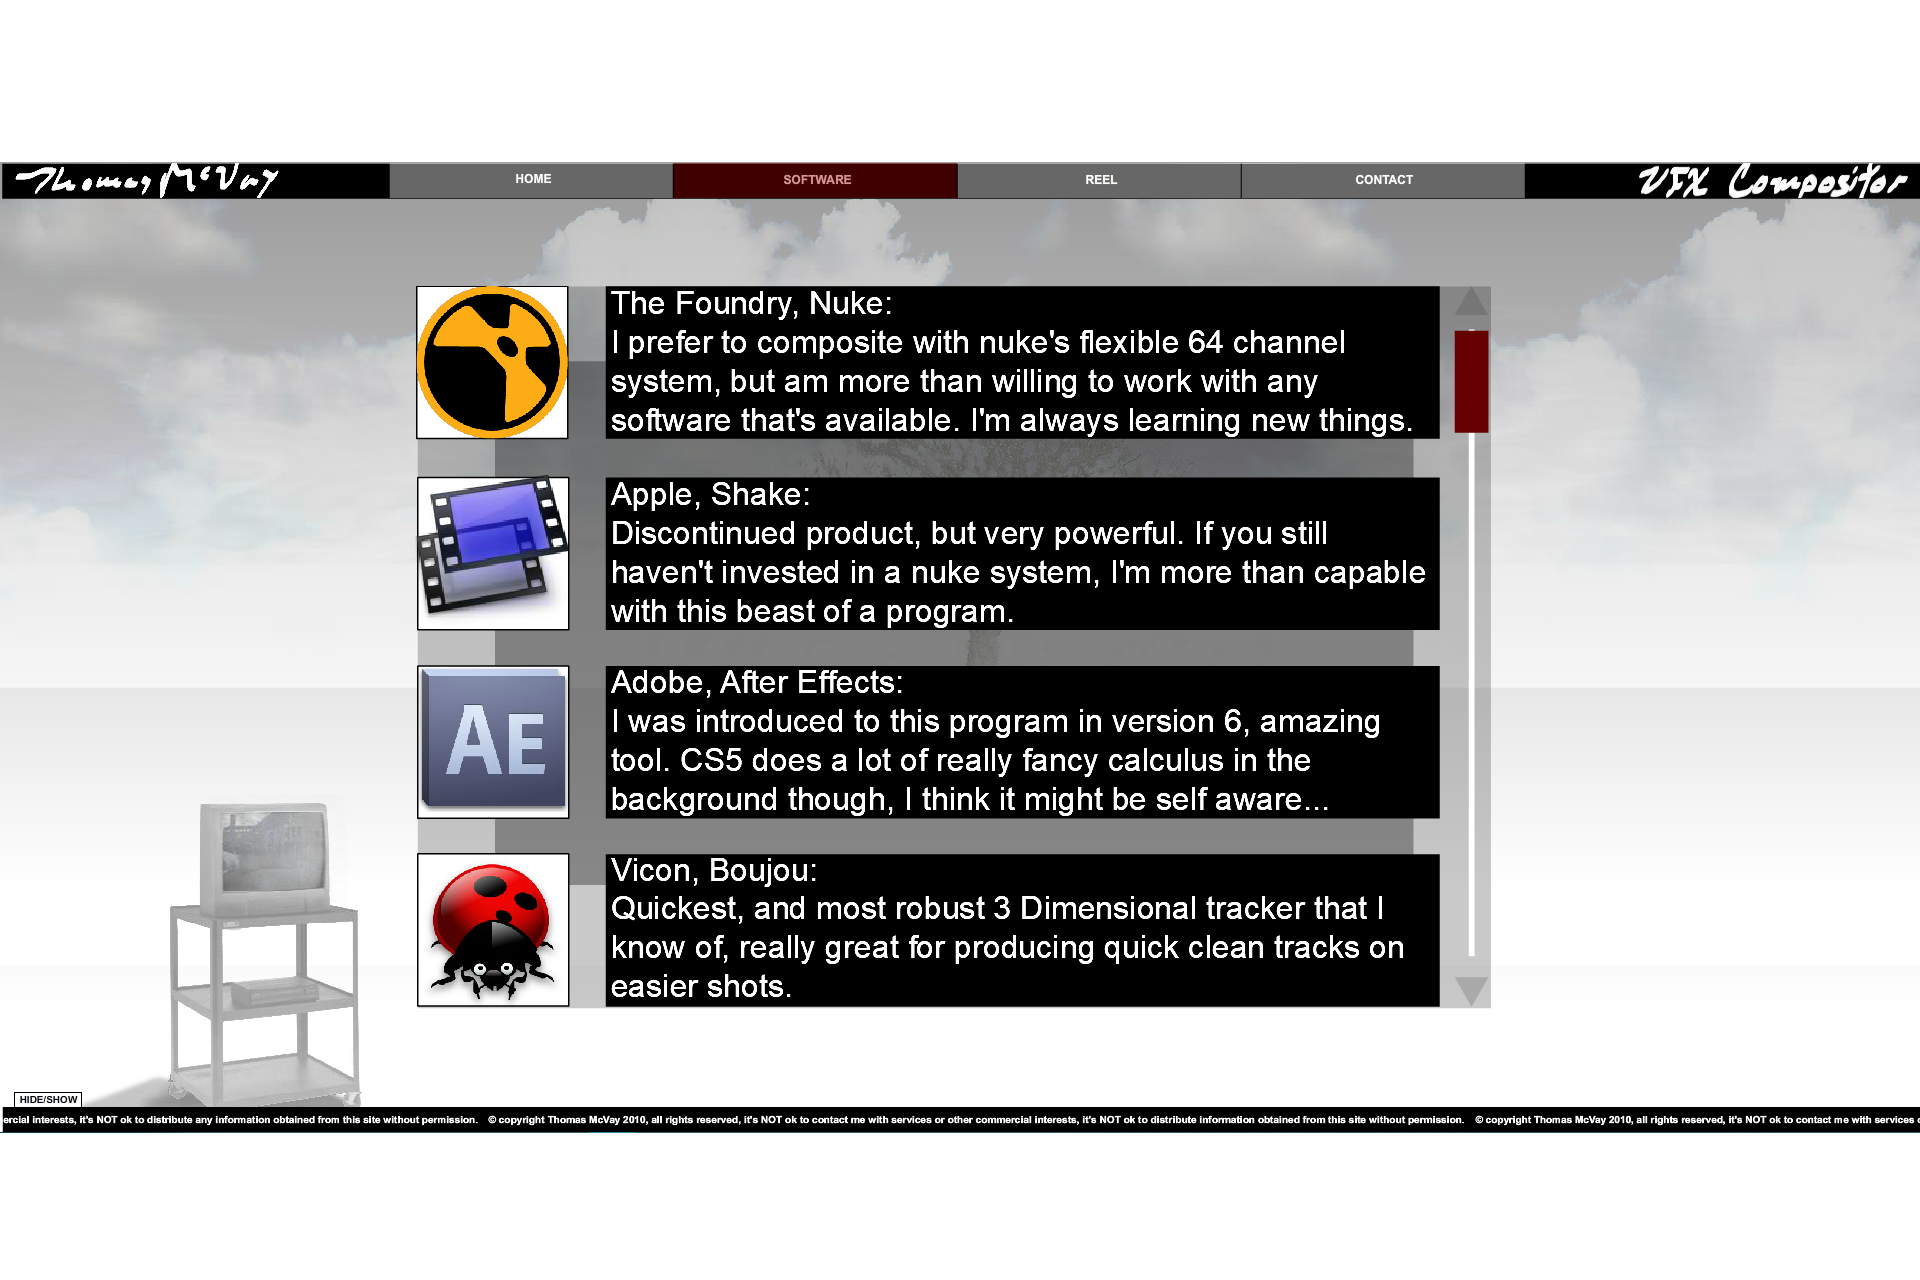 Thomas McVay
HOME
SOFTWARE
REEL
CONTACT
VFX Compositor
The Foundry, Nuke:
I prefer to composite with nuke's flexible 64 channel
system, but am more than willing to work with any
software that's available. I'm always learning new things.
Apple, Shake:
Discontinued product, but very powerful. If you still
haven't invested in a nuke system, I'm more than capable
with this beast of a program.
AE
Adobe, After Effects:
I was introduced to this program in version 6, amazing
tool. CS5 does a lot of really fancy calculus in the
background though, I think it might be self aware...
Vicon, Boujou:
Quickest, and most robust 3 Dimensional tracker that I
know of, really great for producing quick clean tracks on
easier shots.
HIDE/SHOW
ercial interests, it's NOT ok to distribute any information obtained from this site without permission. © copyright Thomas McVay 2010, all rights reserved, it's NOT ok to contact me with services or other commercial interests, it's NOT ok to distribute information obtained from this site without permission. © copyright Thomas McVay 2010, all rights reserved, it's NOT ok to contact me with services